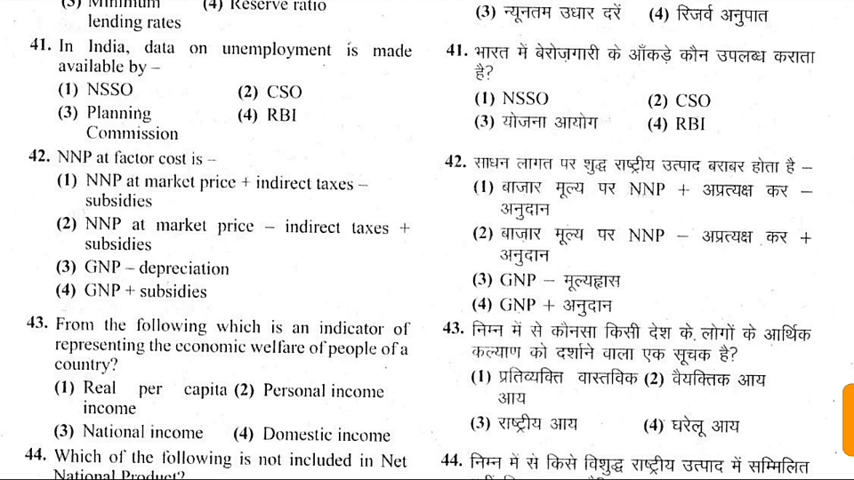 (3) Minimum (4) Reserve ratio
lending rates
41. In India, data on unemployment is made
available by –
(1) NSSO (2) CSO
(3) Planning (4) RBI
Commission
42. NNP at factor cost is –
(1) NNP at market price + indirect taxes –
subsidies
(2) NNP at market price – indirect taxes +
subsidies
(3) GNP – depreciation
(4) GNP + subsidies
43. From the following which is an indicator of
representing the economic welfare of people of a
country?
(1) Real per capita (2) Personal income
income
(3) National income (4) Domestic income
44. Which of the following is not included in Net
National Product?
(3) न्यूनतम उधार दरें (4) रिजर्व अनुपात
41. भारत में बेरोज़गारी के आँकड़े कौन उपलब्ध कराता
है?
(1) NSSO (2) CSO
(3) योजना आयोग (4) RBI
42. साधन लागत पर शुद्ध राष्ट्रीय उत्पाद बराबर होता है –
(1) बाजार मूल्य पर NNP + अप्रत्यक्ष कर –
अनुदान
(2) बाज़ार मूल्य पर NNP – अप्रत्यक्ष कर +
अनुदान
(3) GNP – मूल्यह्रास
(4) GNP + अनुदान
43. निम्न में से कौनसा किसी देश के लोगों के आर्थिक
कल्याण को दर्शाने वाला एक सूचक है?
(1) प्रतिव्यक्ति वास्तविक (2) वैयक्तिक आय
आय
(3) राष्ट्रीय आय (4) घरेलू आय
44. निम्न में से किसे विशुद्ध राष्ट्रीय उत्पाद में सम्मिलित